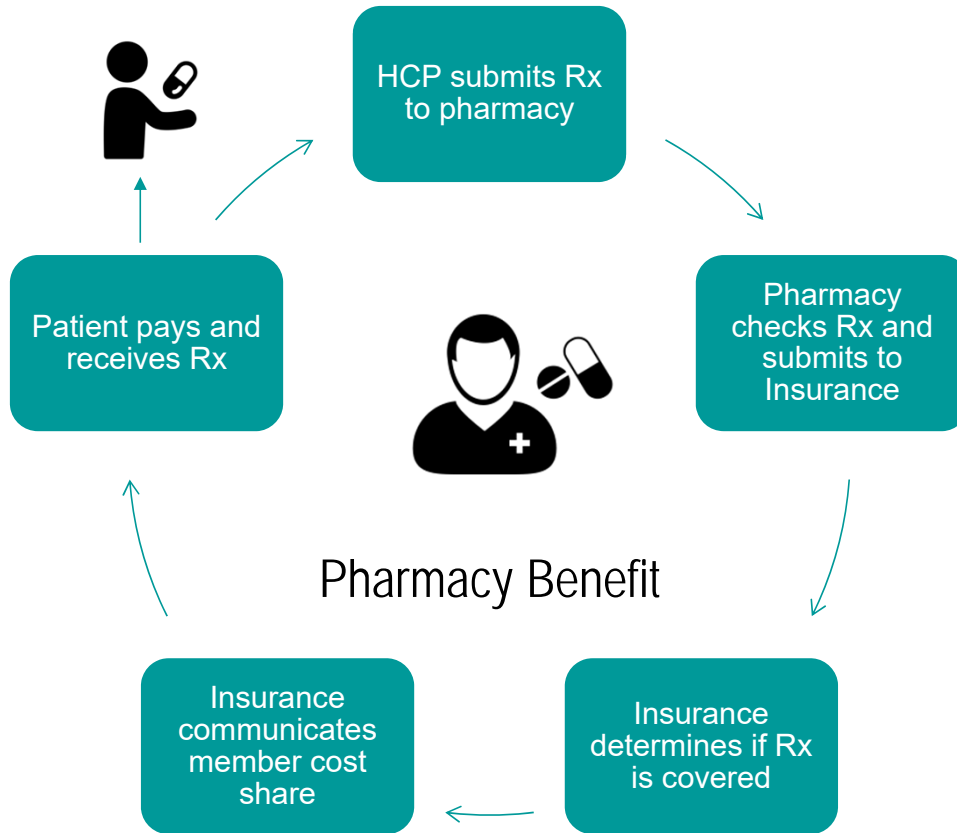 HCP submits Rx
to pharmacy
Pharmacy
checks Rx and
submits to
Insurance
Insurance
determines if Rx
is covered
Insurance
communicates
member cost
share
Patient pays and
receives Rx
Pharmacy Benefit